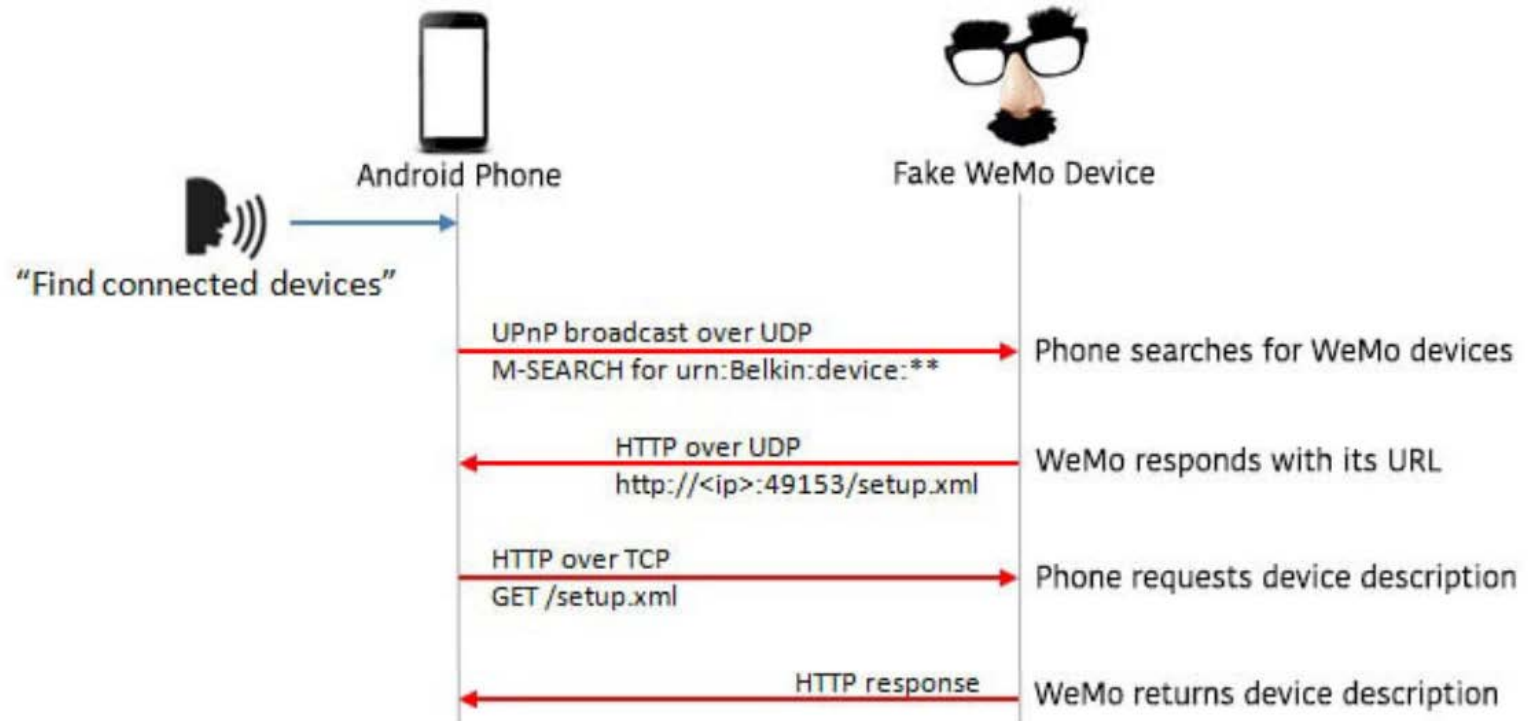 Android Phone
Fake WeMo Device
“Find connected devices”
UPnP broadcast over UDP
M-SEARCH for urn:Belkin:device:**
Phone searches for WeMo devices
HTTP over UDP
http://<ip>:49153/setup.xml
WeMo responds with its URL
HTTP over TCP
GET /setup.xml
Phone requests device description
HTTP response
WeMo returns device description